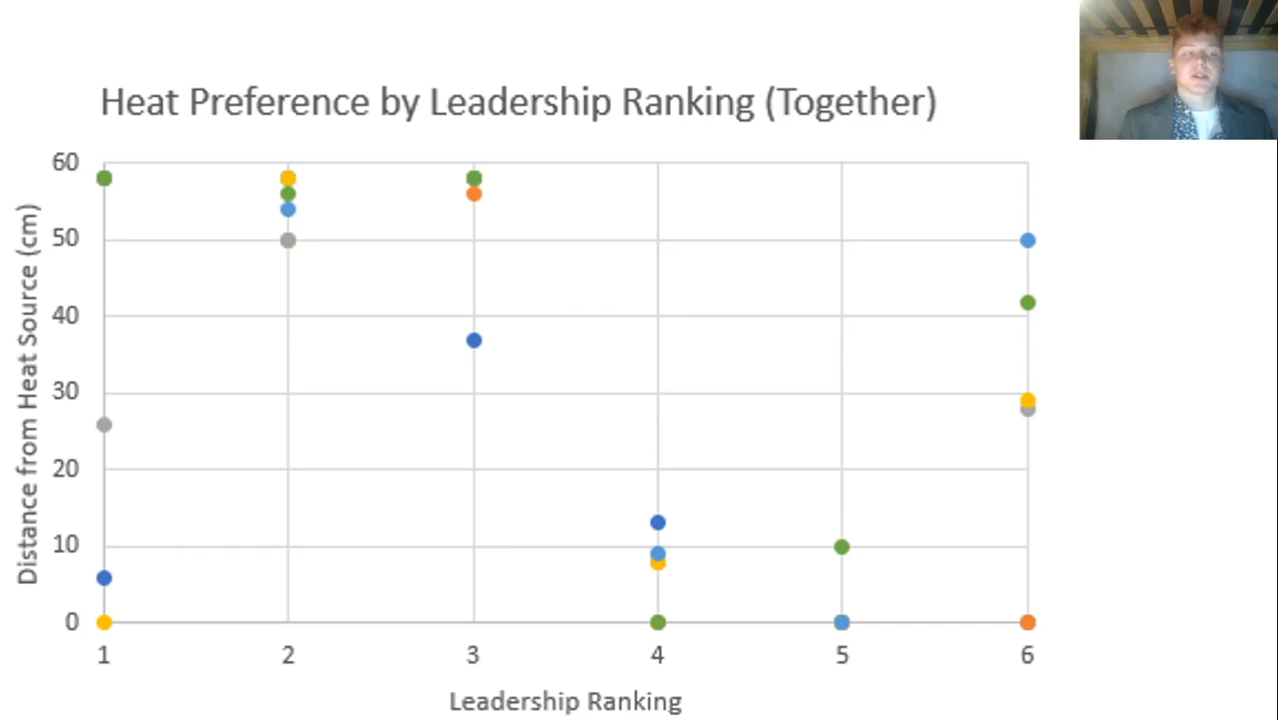 Heat Preference by Leadership Ranking (Together)
60
50
40
30
20
10
0
Distance from Heat Source (cm)
1 2 3 4 5 6
Leadership Ranking